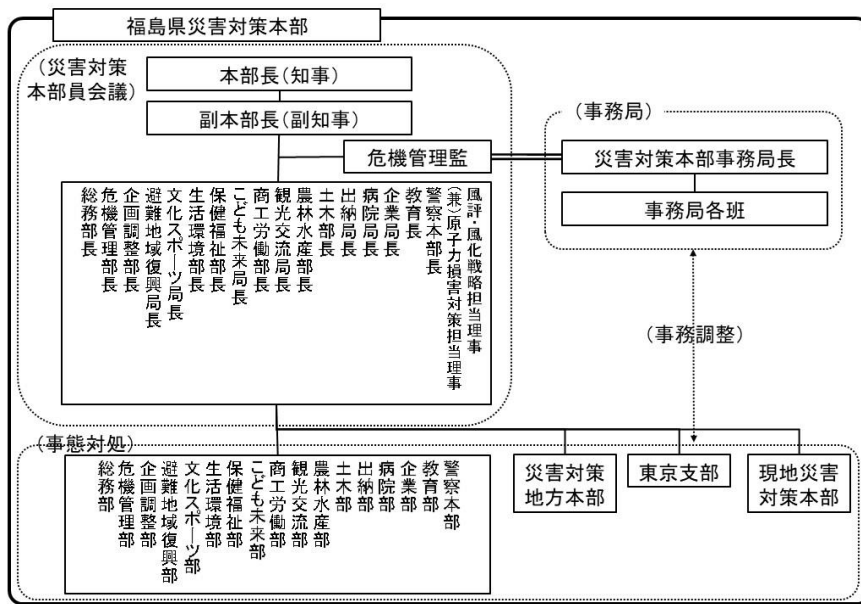 福島県災害対策本部
(災害対策
本部員会議)
本部長(知事)
副本部長(副知事)
危機管理監
(事務局)
災害対策本部事務局長
事務局各班
風評・風化戦略担当理事
(兼)原子力損害対策担当理事
警察本部長
教育長
企業局長
病院局長
出納局長
土木部長
農林水産部長
観光交流局長
商工労働部長
こども未来局長
保健福祉部長
生活環境部長
文化スポーツ局長
避難地域復興局長
企画調整部長
危機管理部長
総務部長
(事務調整)
(事態対処)
警察本部
教育部
企業部
病院部
出納部
土木部
農林水産部
観光交流部
商工労働部
こども未来部
保健福祉部
生活環境部
文化スポーツ部
避難地域復興部
企画調整部
危機管理部
総務部
災害対策
地方本部
東京支部
現地災害
対策本部